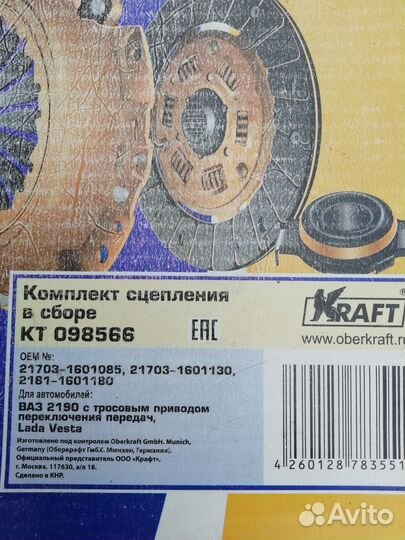 Комплект сцепления
в сборе
КТ 098566
EAC
KRAFT
www.oberkraft.ru
OEM №:
21703-1601085, 21703-1601130,
2181-1601180
Для автомобилей:
ВАЗ 2190 с тросовым приводом
переключения передач,
Lada Vesta
Изготовлено под контролем Oberkraft GmbH. Munich,
Germany (Оберкрафт ГмбХ. Мюнхен, Германия).
Официальный представитель ООО «Крафт»,
г. Москва, 117630, а/я 18.
Сделано в КНР.
4 260128 783551
Avito